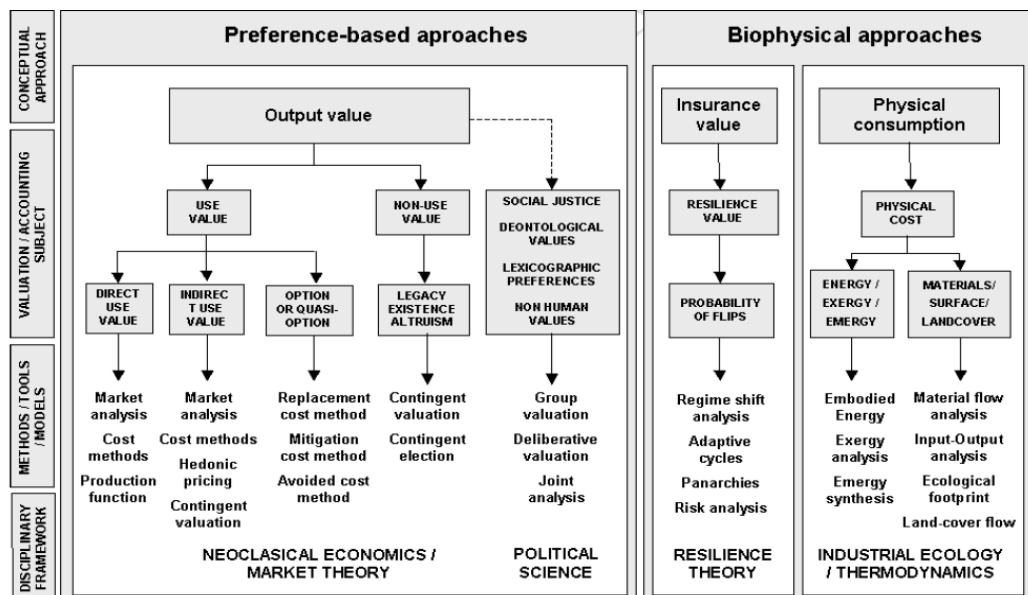 CONCEPTUAL
APPROACH
VALUATION / ACCOUNTING
SUBJECT
METHODS / TOOLS
/ MODELS
DISCIPLINARY
FRAMEWORK
Preference-based aproaches
Output value
USE
VALUE
NON-USE
VALUE
DIRECT
USE
VALUE
INDIREC
T USE
VALUE
OPTION
OR QUASI-
OPTION
LEGACY
EXISTENCE
ALTRUISM
SOCIAL JUSTICE
DEONTOLOGICAL
VALUES
LEXICOGRAPHIC
PREFERENCES
NON HUMAN
VALUES
Market
analysis
Cost
methods
Production
function
Market
analysis
Cost methods
Hedonic
pricing
Contingent
valuation
Replacement
cost method
Mitigation
cost method
Avoided cost
method
Contingent
valuation
Contingent
election
Group
valuation
Deliberative
valuation
Joint
analysis
NEOCLASICAL ECONOMICS /
MARKET THEORY
POLITICAL
SCIENCE
Biophysical approaches
Insurance
value
RESILIENCE
VALUE
PROBABILITY
OF FLIPS
Regime shift
analysis
Adaptive
cycles
Panarchies
Risk analysis
RESILIENCE
THEORY
Physical
consumption
PHYSICAL
COST
ENERGY /
EXERGY /
EMERGY
MATERIALS/
SURFACE/
LANDCOVER
Embodied
Energy
Exergy
analysis
Emergy
synthesis
Material flow
analysis
Input-Output
analysis
Ecological
footprint
Land-cover flow
INDUSTRIAL ECOLOGY
/ THERMODYNAMICS